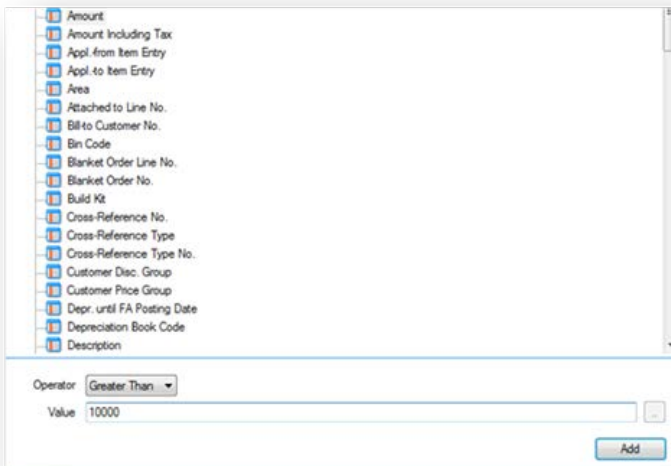 Amount
Amount Including Tax
Appl.-from Item Entry
Appl.-to Item Entry
Area
Attached to Line No.
Bill-to Customer No.
Bin Code
Blanket Order Line No.
Blanket Order No.
Build Kit
Cross-Reference No.
Cross-Reference Type
Cross-Reference Type No.
Customer Disc. Group
Customer Price Group
Depr. until FA Posting Date
Depreciation Book Code
Description
Operator Greater Than
Value 10000
Add